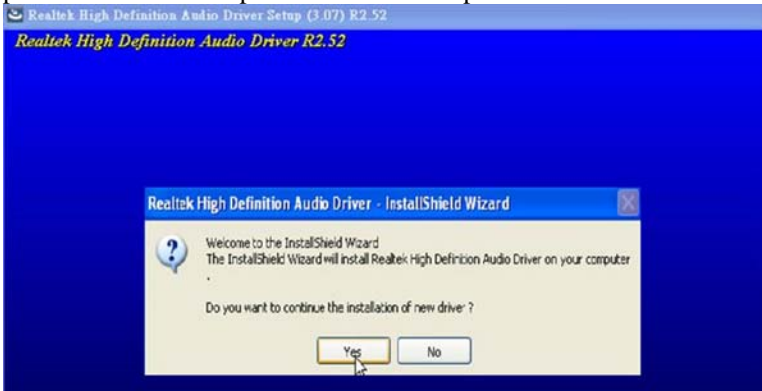 Realtek High Definition Audio Driver Setup (3.07) R2.52
Realtek High Definition Audio Driver R2.52
Realtek High Definition Audio Driver - InstallShield Wizard
Welcome to the InstallShield Wizard
The InstallShield Wizard will install Realtek High Definition Audio Driver on your computer
.
Do you want to continue the installation of new driver ?
Yes No